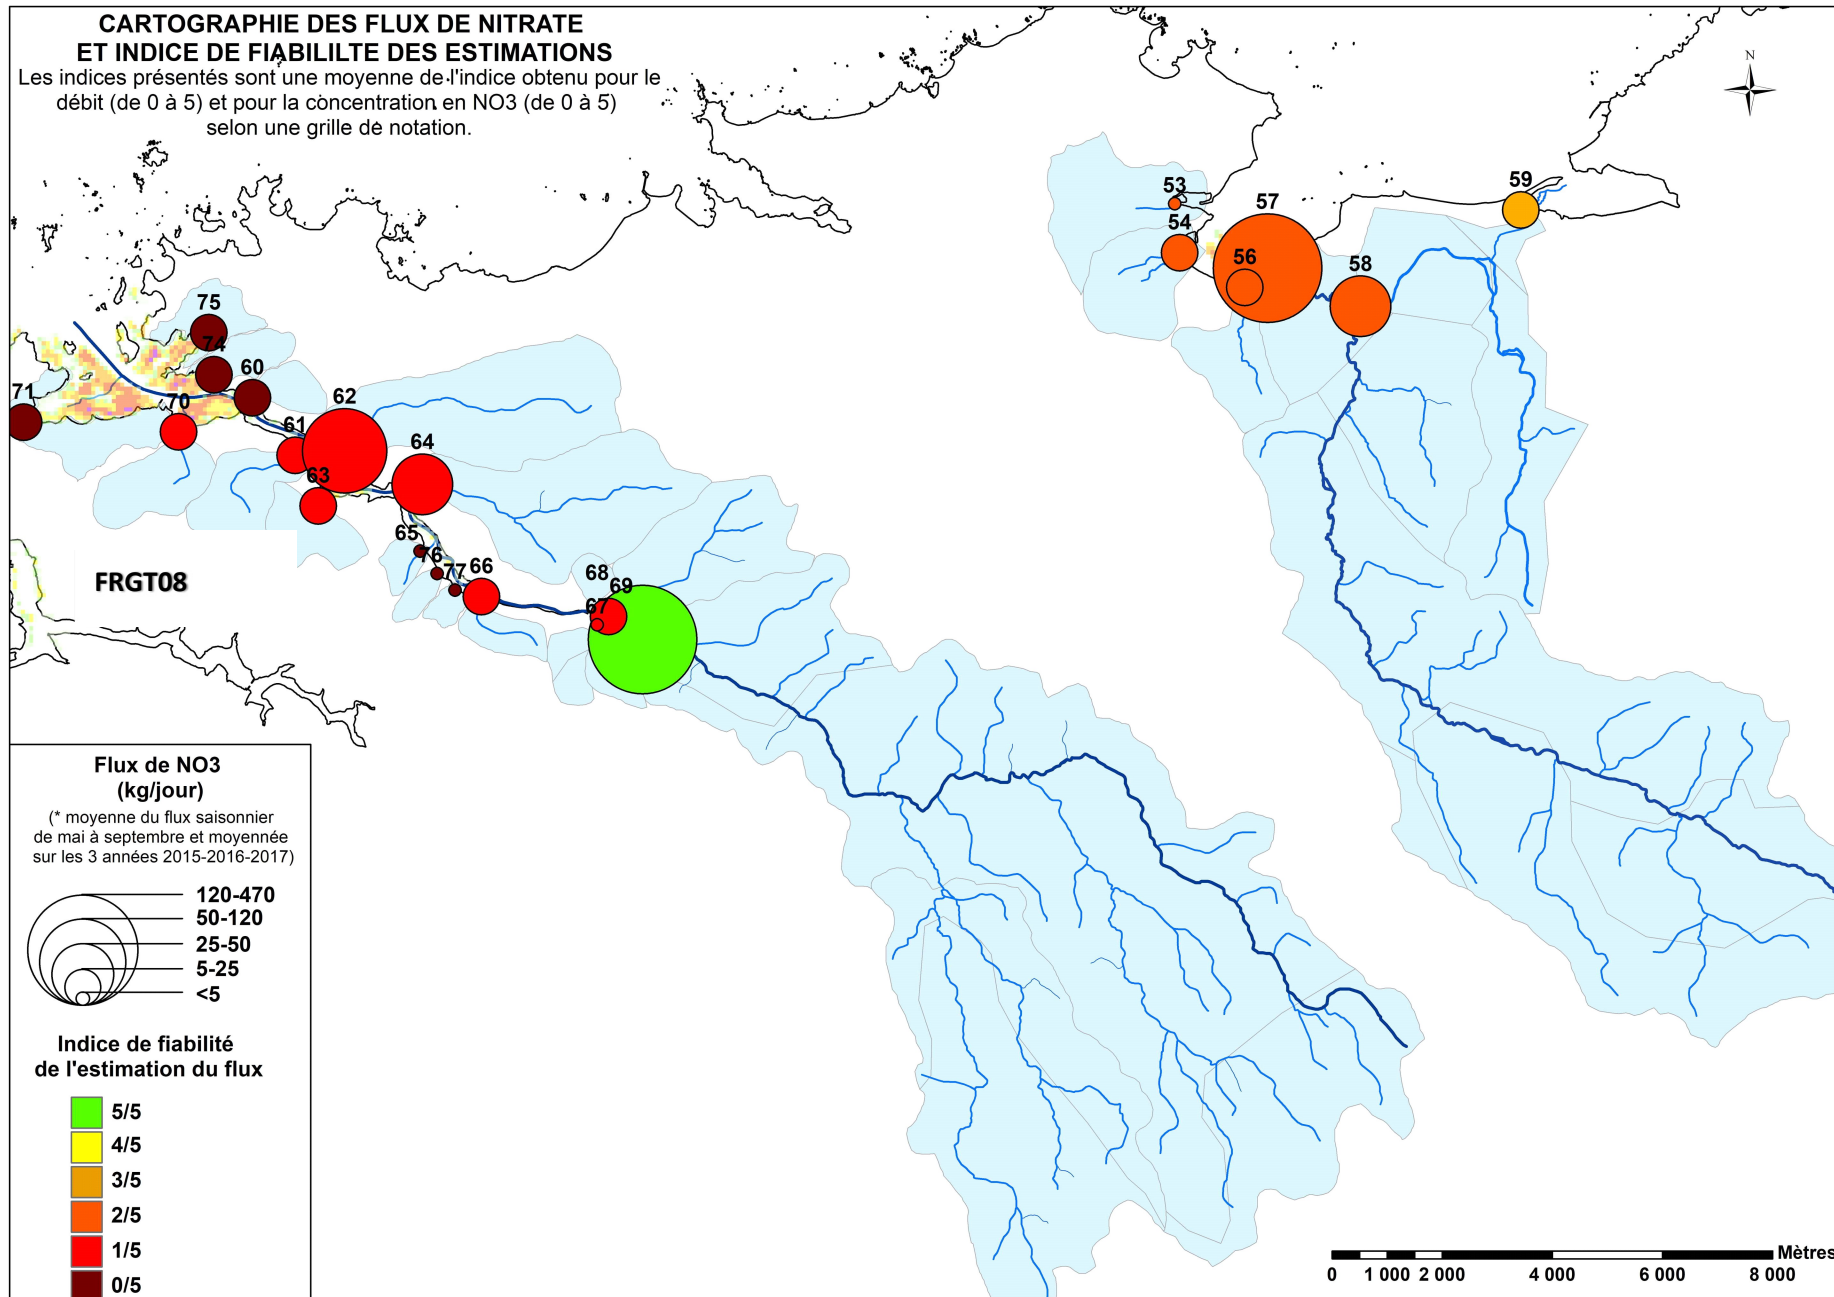 CARTOGRAPHIE DES FLUX DE NITRATE
ET INDICE DE FIABILILTE DES ESTIMATIONS
Les indices présentés sont une moyenne de l'indice obtenu pour le
débit (de 0 à 5) et pour la concentration en NO3 (de 0 à 5)
selon une grille de notation.
N
53
54
57
56
58
59
75
74
60
71
70
61
62
63
64
65
76
77
66
68
69
67
FRGT08
Flux de NO3
(kg/jour)
(* moyenne du flux saisonnier
de mai à septembre et moyennée
sur les 3 années 2015-2016-2017)
120-470
50-120
25-50
5-25
<5
Indice de fiabilité
de l'estimation du flux
5/5
4/5
3/5
2/5
1/5
0/5
Mètres
0 1 000 2 000 4 000 6 000 8 000